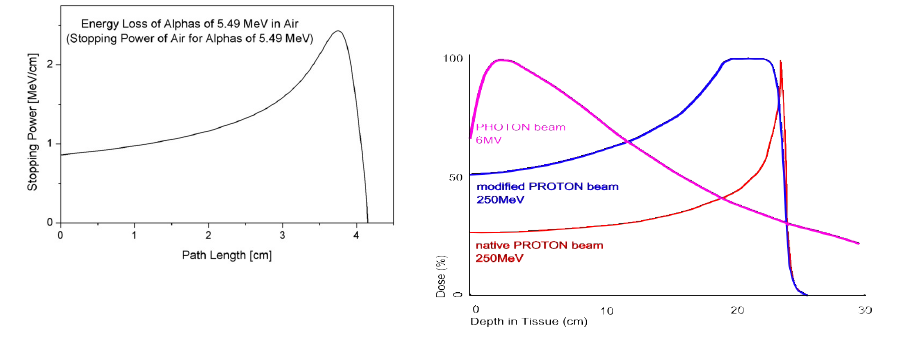 Energy Loss of Alphas of 5.49 MeV in Air
(Stopping Power of Air for Alphas of 5.49 MeV)
Stopping Power [MeV/cm]
2
1
0
0 1 2 3 4
Path Length [cm]
100
50
0
Dose (%)
PHOTON beam
6MV
modified PROTON beam
250MeV
native PROTON beam
250MeV
0 10 20 30
Depth in Tissue (cm)